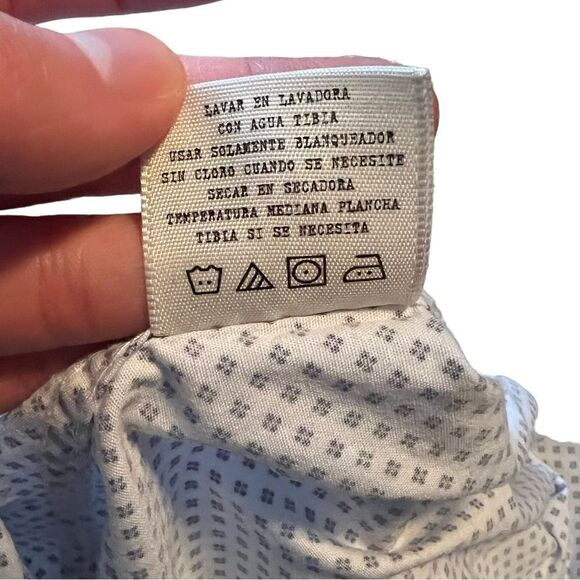 LAVAR EN LAVADORA
CON AGUA TIBIA
USAR SOLAMENTE BLANQUEADOR
SIN CLORO CUANDO SE NECESITE
SECAR EN SECADORA
TEMPERATURA MEDIANA PLANCHA
TIBIA SI SE NECESITA